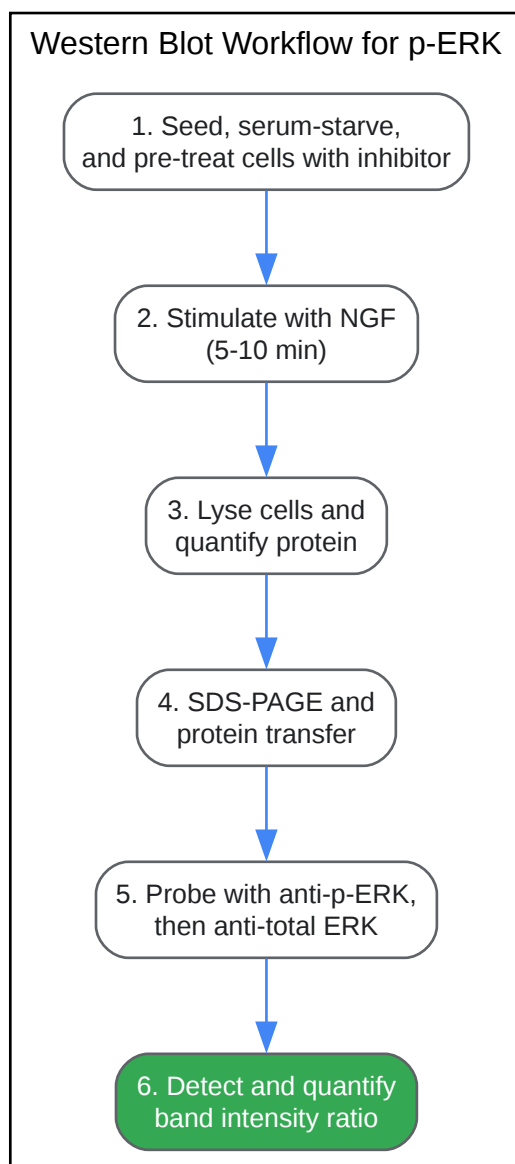 Western Blot Workflow for p-ERK
1. Seed, serum-starve,
and pre-treat cells with inhibitor
2. Stimulate with NGF
(5-10 min)
3. Lyse cells and
quantify protein
4. SDS-PAGE and
protein transfer
5. Probe with anti-p-ERK,
then anti-total ERK
6. Detect and quantify
band intensity ratio